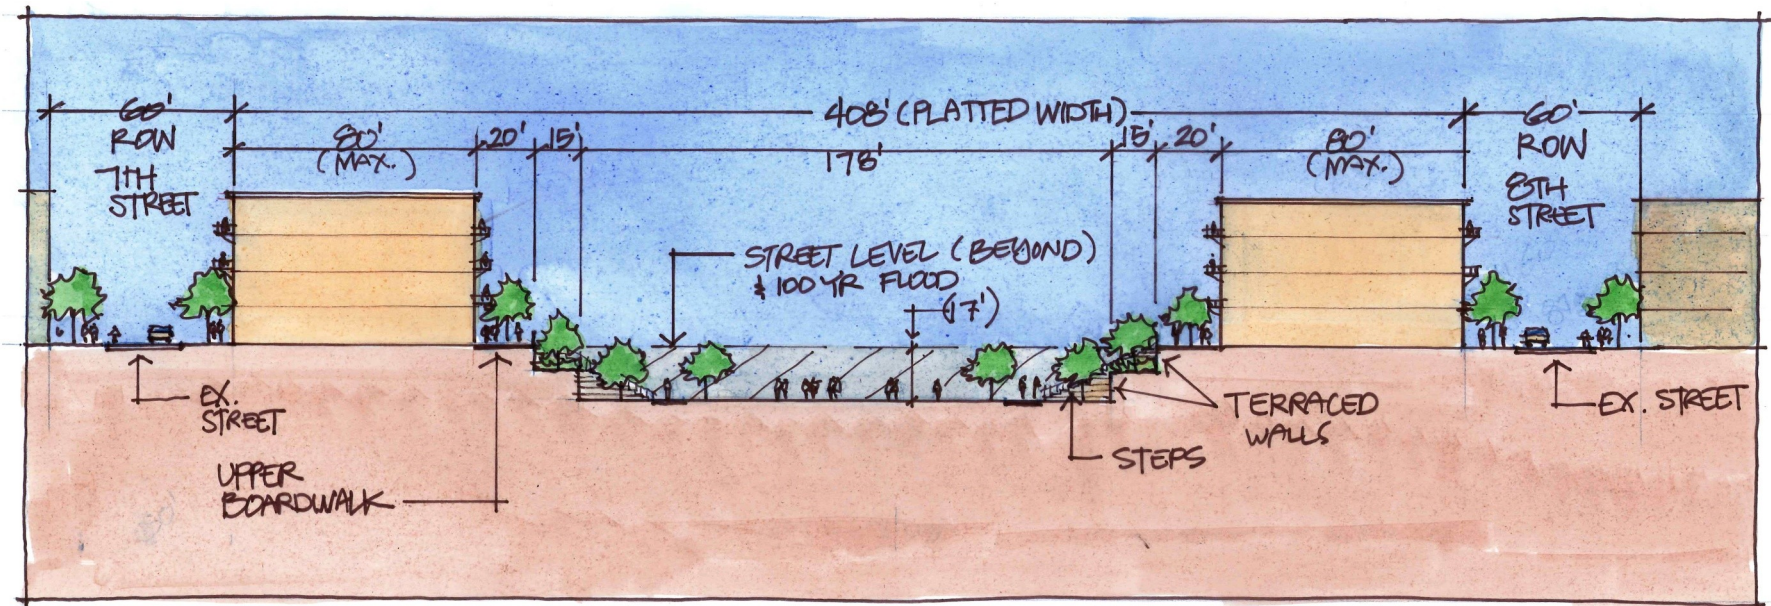 60'
ROW
7TH
STREET
408' (PLATTED WIDTH)
60'
ROW
8TH
STREET
80'
(MAX.)
20'
15'
178'
15'
20'
80'
(MAX.)
STREET LEVEL (BEYOND)
& 100 YR FLOOD
(17')
EX.
STREET
UPPER
BOARDWALK
STEPS
TERRACED
WALLS
EX. STREET